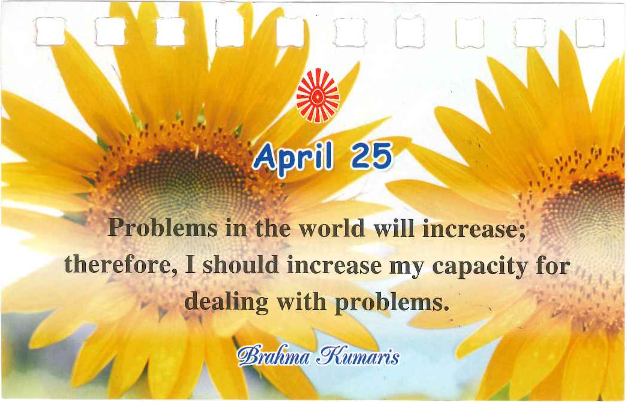 April 25
Problems in the world will increase;
therefore, I should increase my capacity for
dealing with problems.
Brahma Kumaris